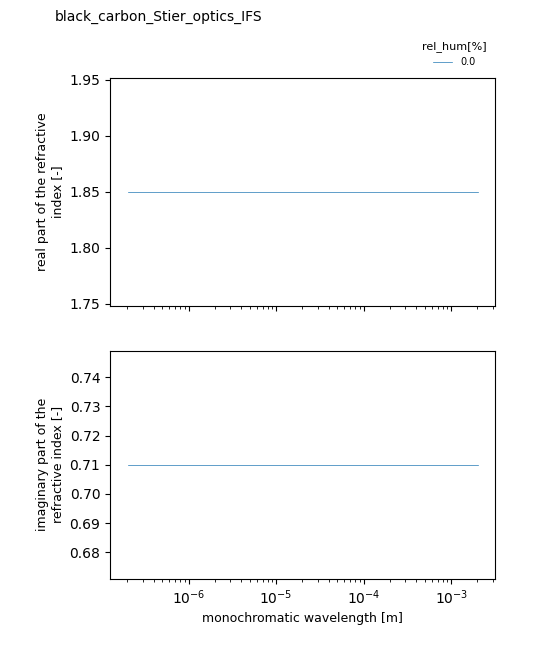 black_carbon_Stier_optics_IFS
rel_hum[%]
0.0
1.95
1.90
1.85
1.80
1.75
real part of the refractive
index [-]
0.74
0.73
0.72
0.71
0.70
0.69
0.68
imaginary part of the
refractive index [-]
10⁻⁶ 10⁻⁵ 10⁻⁴ 10⁻³
monochromatic wavelength [m]